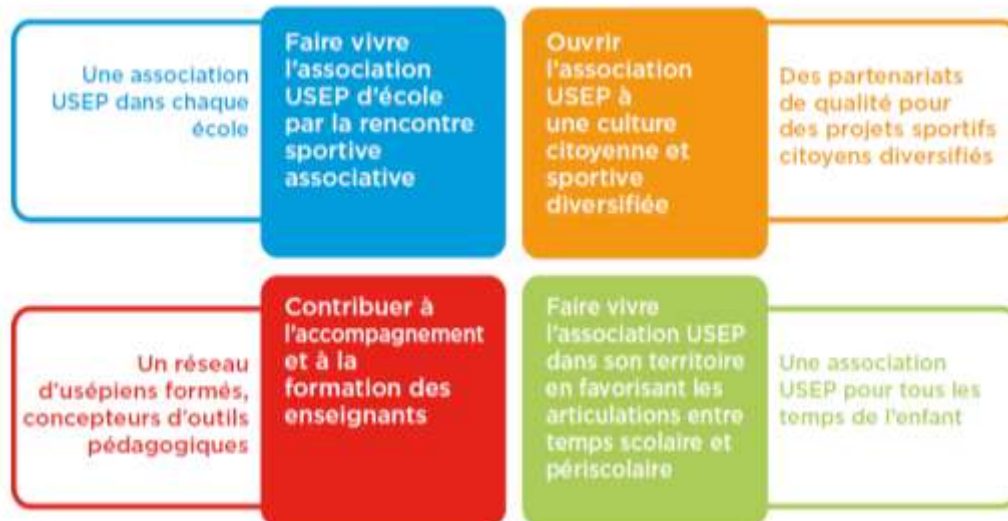 Une association
USEP dans chaque
école
Faire vivre
l'association
USEP d'école
par la rencontre
sportive
associative
Ouvrir
l'association
USEP à
une culture
citoyenne et
sportive
diversifiée
Des partenariats
de qualité pour
des projets sportifs
citoyens diversifiés
Un réseau
d'usépiens formés,
concepteurs d'outils
pédagogiques
Contribuer à
l'accompagnement
et à la
formation des
enseignants
Faire vivre
l'association USEP
dans son territoire
en favorisant les
articulations entre
temps scolaire et
périscolaire
Une association
USEP pour tous les
temps de l'enfant